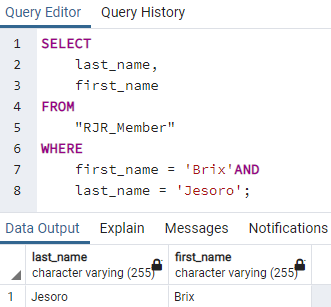 Query Editor Query History
1 SELECT
2 last_name,
3 first_name
4 FROM
5 "RJR_Member"
6 WHERE
7 first_name = 'Brix'AND
8 last_name = 'Jesoro';
Data Output Explain Messages Notifications
last_name first_name
character varying (255) character varying (255)
1 Jesoro Brix